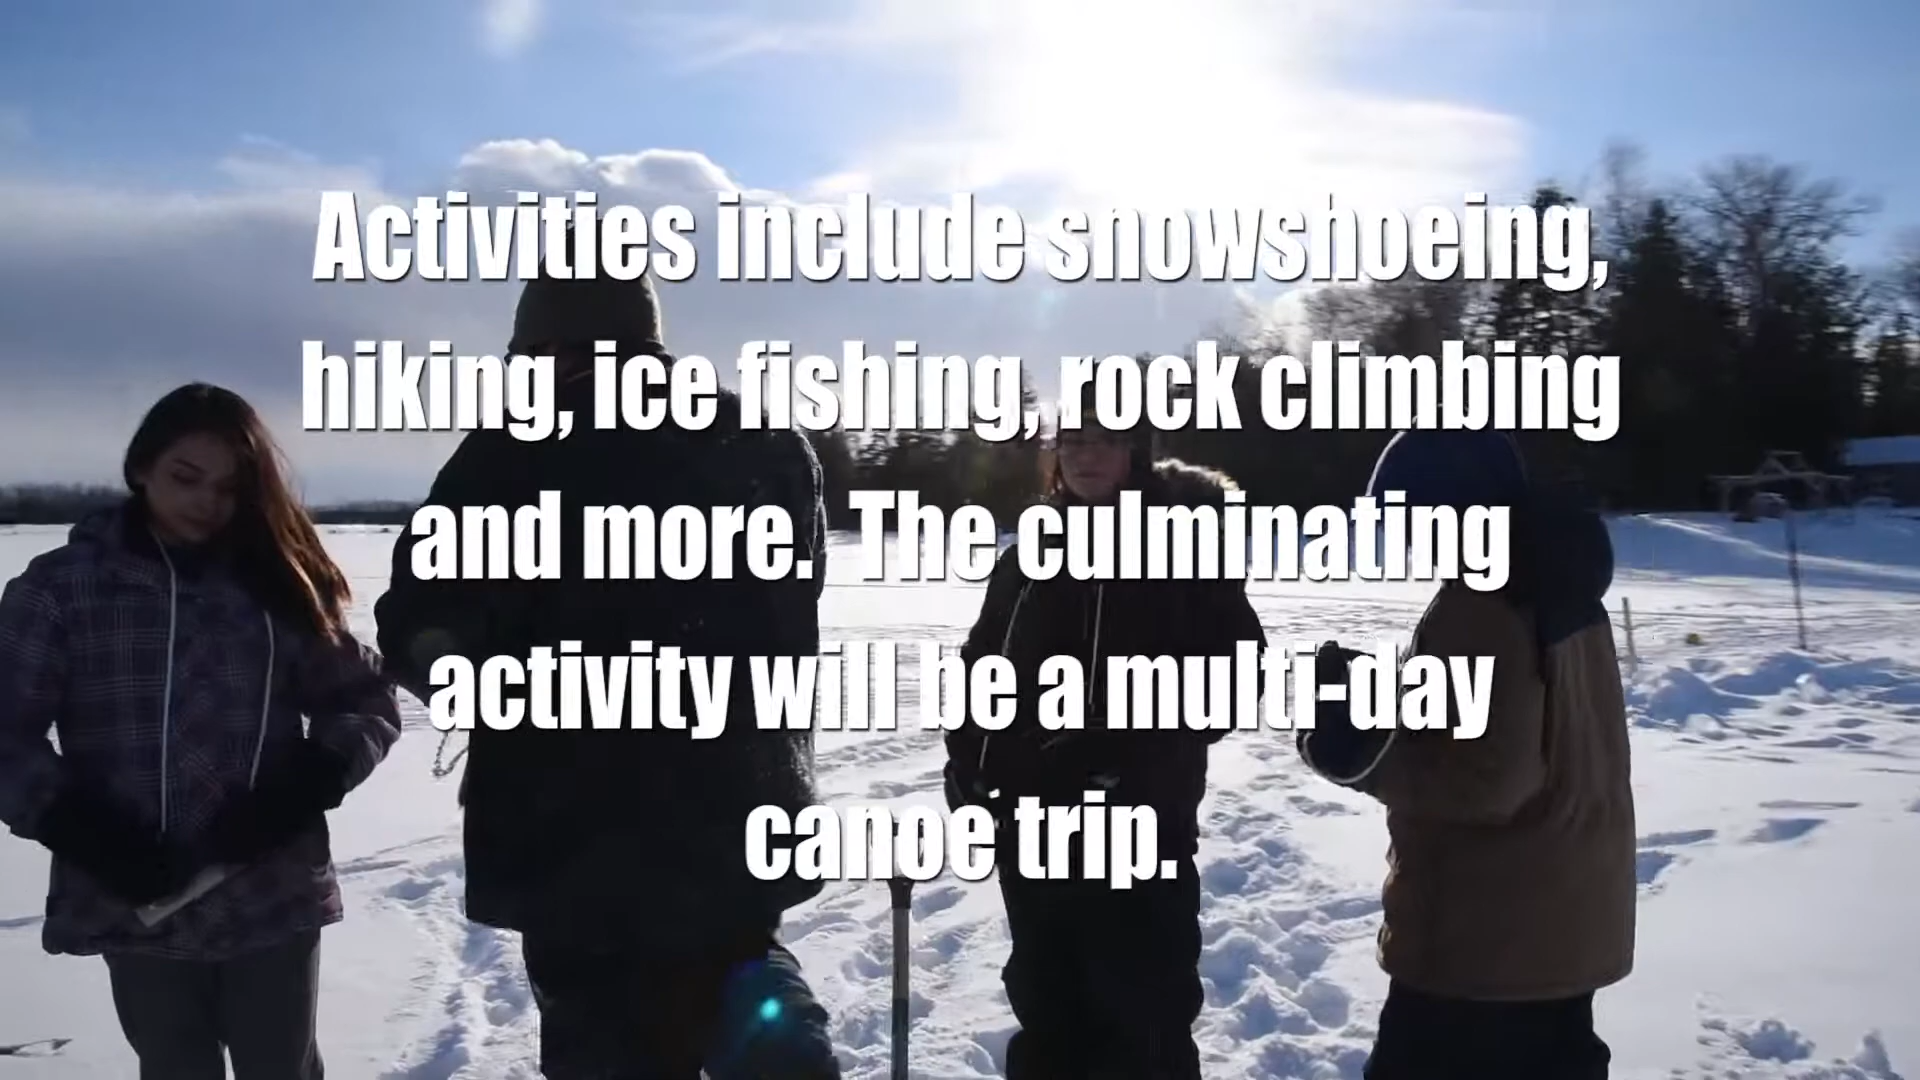 Activities include snowshoeing,
hiking, ice fishing, rock climbing
and more.  The culminating
activity will be a multi-day
canoe trip.